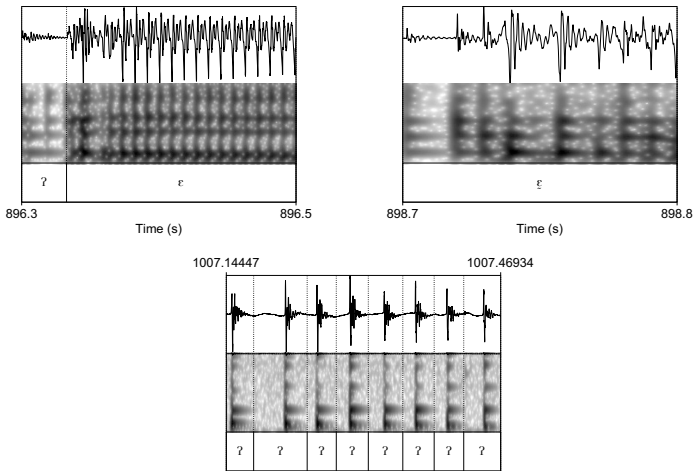 ʔ ɛ
896.3 896.5
Time (s)
ɛ̰
898.7 898.8
Time (s)
1007.14447 1007.46934
ʔ ʔ ʔ ʔ ʔ ʔ ʔ ʔ